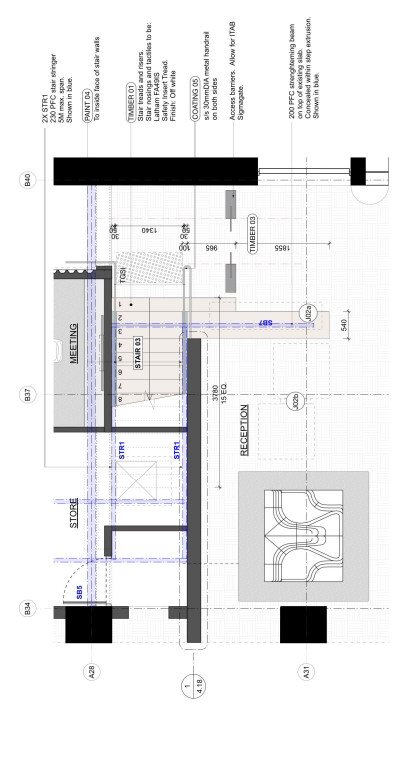 2X STR1
230 PFC stair stringer
5M max. span.
Shown in blue.
PAINT 04
To inside face of stair walls
TIMBER 01
Stair treads and risers.
Stair nosings and tactiles to be:
Latham FA49IS
Safety Insert Tread.
Finish: Off white
COATING 05
s/s 30mmDIA metal handrail
on both sides
Access barriers. Allow for ITAB
Sigmagate.
200 PFC strenghterning beam
on top of existing slab.
Concealed within step extrusion.
Shown in blue.
B40
B37
B34
A28
A31
1
4.18
MEETING
STORE
RECEPTION
STAIR 03
TGSI
1
2
3
4
5
6
7
8
STR1
STR1
SB5
SB7
TIMBER 03
J02a
J02b
50
30
1340
30
50
100
965
1855
540
3780
15 EQ.